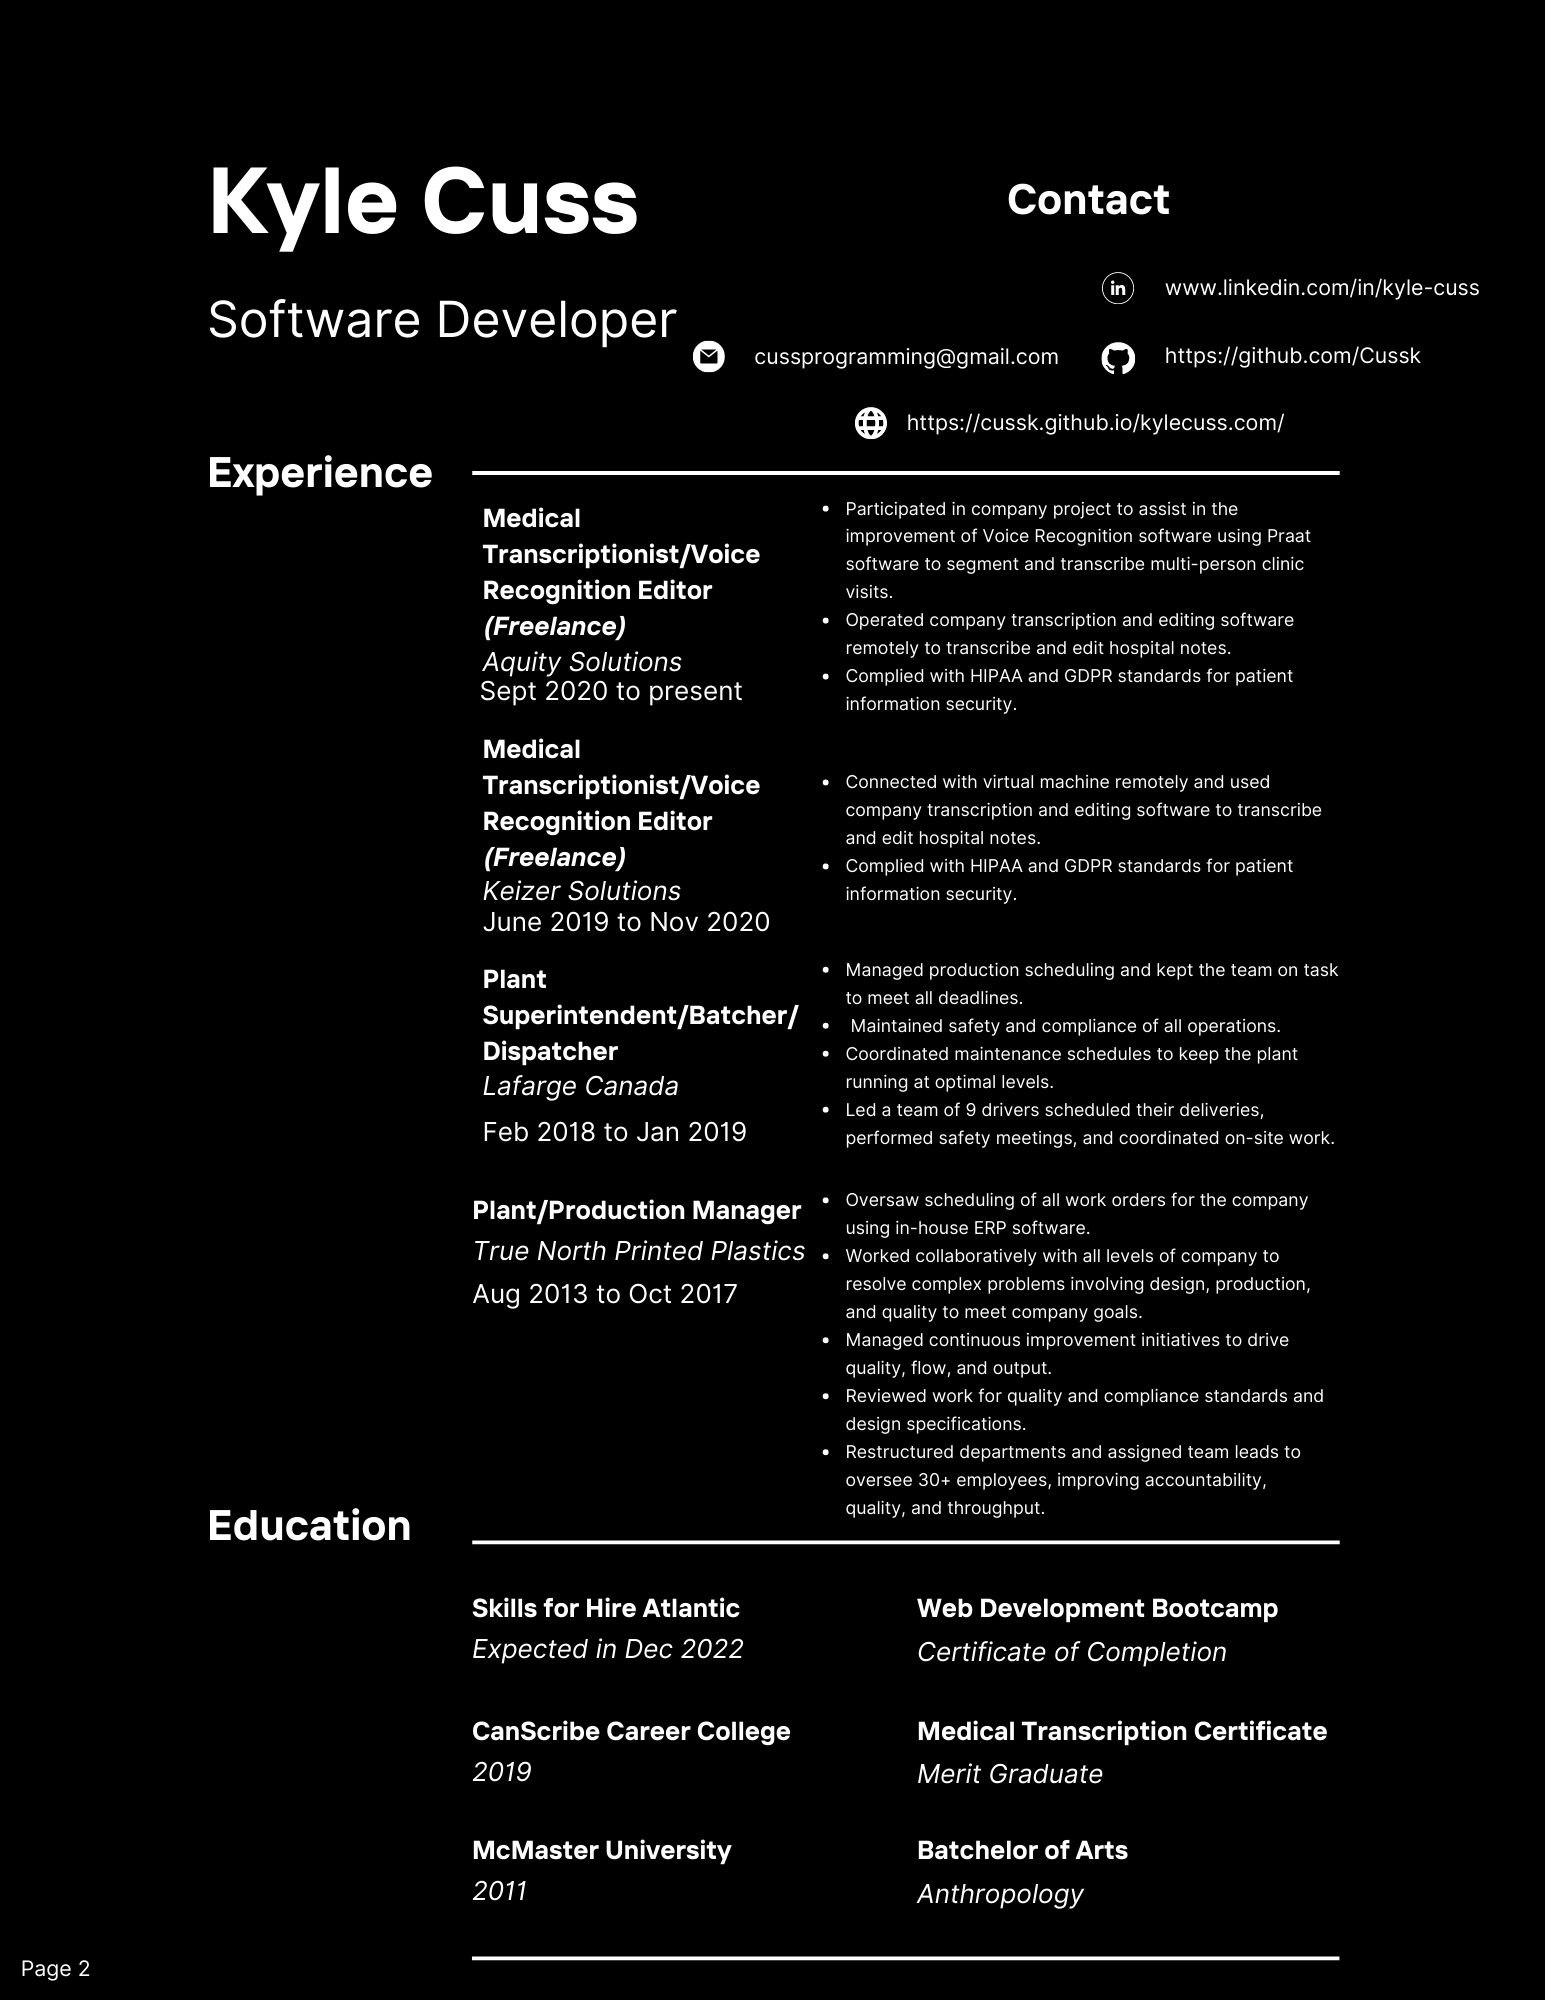 Kyle Cuss
Software Developer
Contact
www.linkedin.com/in/kyle-cuss
cussprogramming@gmail.com
https://github.com/Cussk
https://cussk.github.io/kylecuss.com/
Experience
Medical
Transcriptionist/Voice
Recognition Editor
(Freelance)
Aquity Solutions
Sept 2020 to present
• Participated in company project to assist in the
improvement of Voice Recognition software using Praat
software to segment and transcribe multi-person clinic
visits.
• Operated company transcription and editing software
remotely to transcribe and edit hospital notes.
• Complied with HIPAA and GDPR standards for patient
information security.
Medical
Transcriptionist/Voice
Recognition Editor
(Freelance)
Keizer Solutions
June 2019 to Nov 2020
• Connected with virtual machine remotely and used
company transcription and editing software to transcribe
and edit hospital notes.
• Complied with HIPAA and GDPR standards for patient
information security.
Plant
Superintendent/Batcher/
Dispatcher
Lafarge Canada
Feb 2018 to Jan 2019
• Managed production scheduling and kept the team on task
to meet all deadlines.
• Maintained safety and compliance of all operations.
• Coordinated maintenance schedules to keep the plant
running at optimal levels.
• Led a team of 9 drivers scheduled their deliveries,
performed safety meetings, and coordinated on-site work.
Plant/Production Manager
True North Printed Plastics
Aug 2013 to Oct 2017
• Oversaw scheduling of all work orders for the company
using in-house ERP software.
• Worked collaboratively with all levels of company to
resolve complex problems involving design, production,
and quality to meet company goals.
• Managed continuous improvement initiatives to drive
quality, flow, and output.
• Reviewed work for quality and compliance standards and
design specifications.
• Restructured departments and assigned team leads to
oversee 30+ employees, improving accountability,
quality, and throughput.
Education
Skills for Hire Atlantic
Expected in Dec 2022
Web Development Bootcamp
Certificate of Completion
CanScribe Career College
2019
Medical Transcription Certificate
Merit Graduate
McMaster University
2011
Batchelor of Arts
Anthropology
Page 2